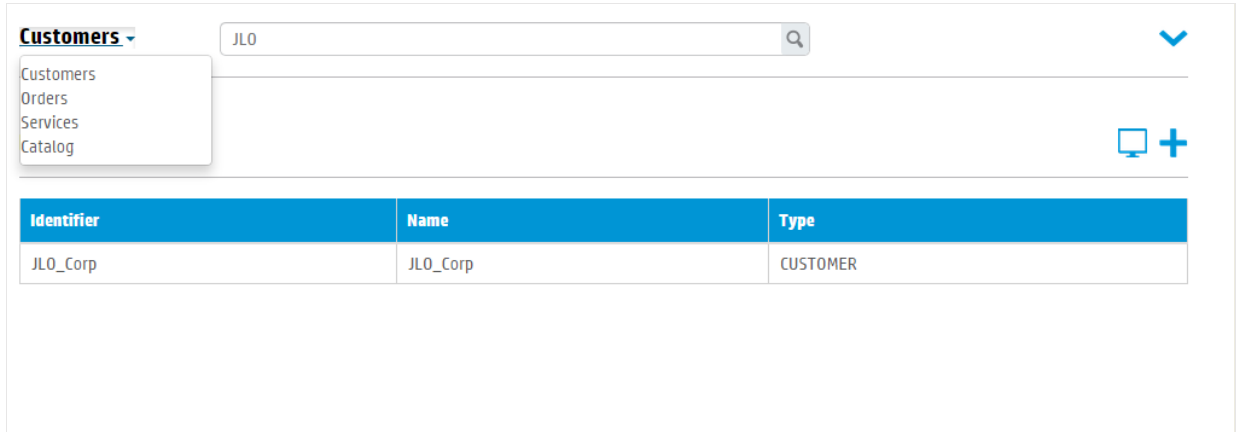 Customers JLO
Customers
Orders
Services
Catalog
Identifier Name Type
JLO_Corp JLO_Corp CUSTOMER